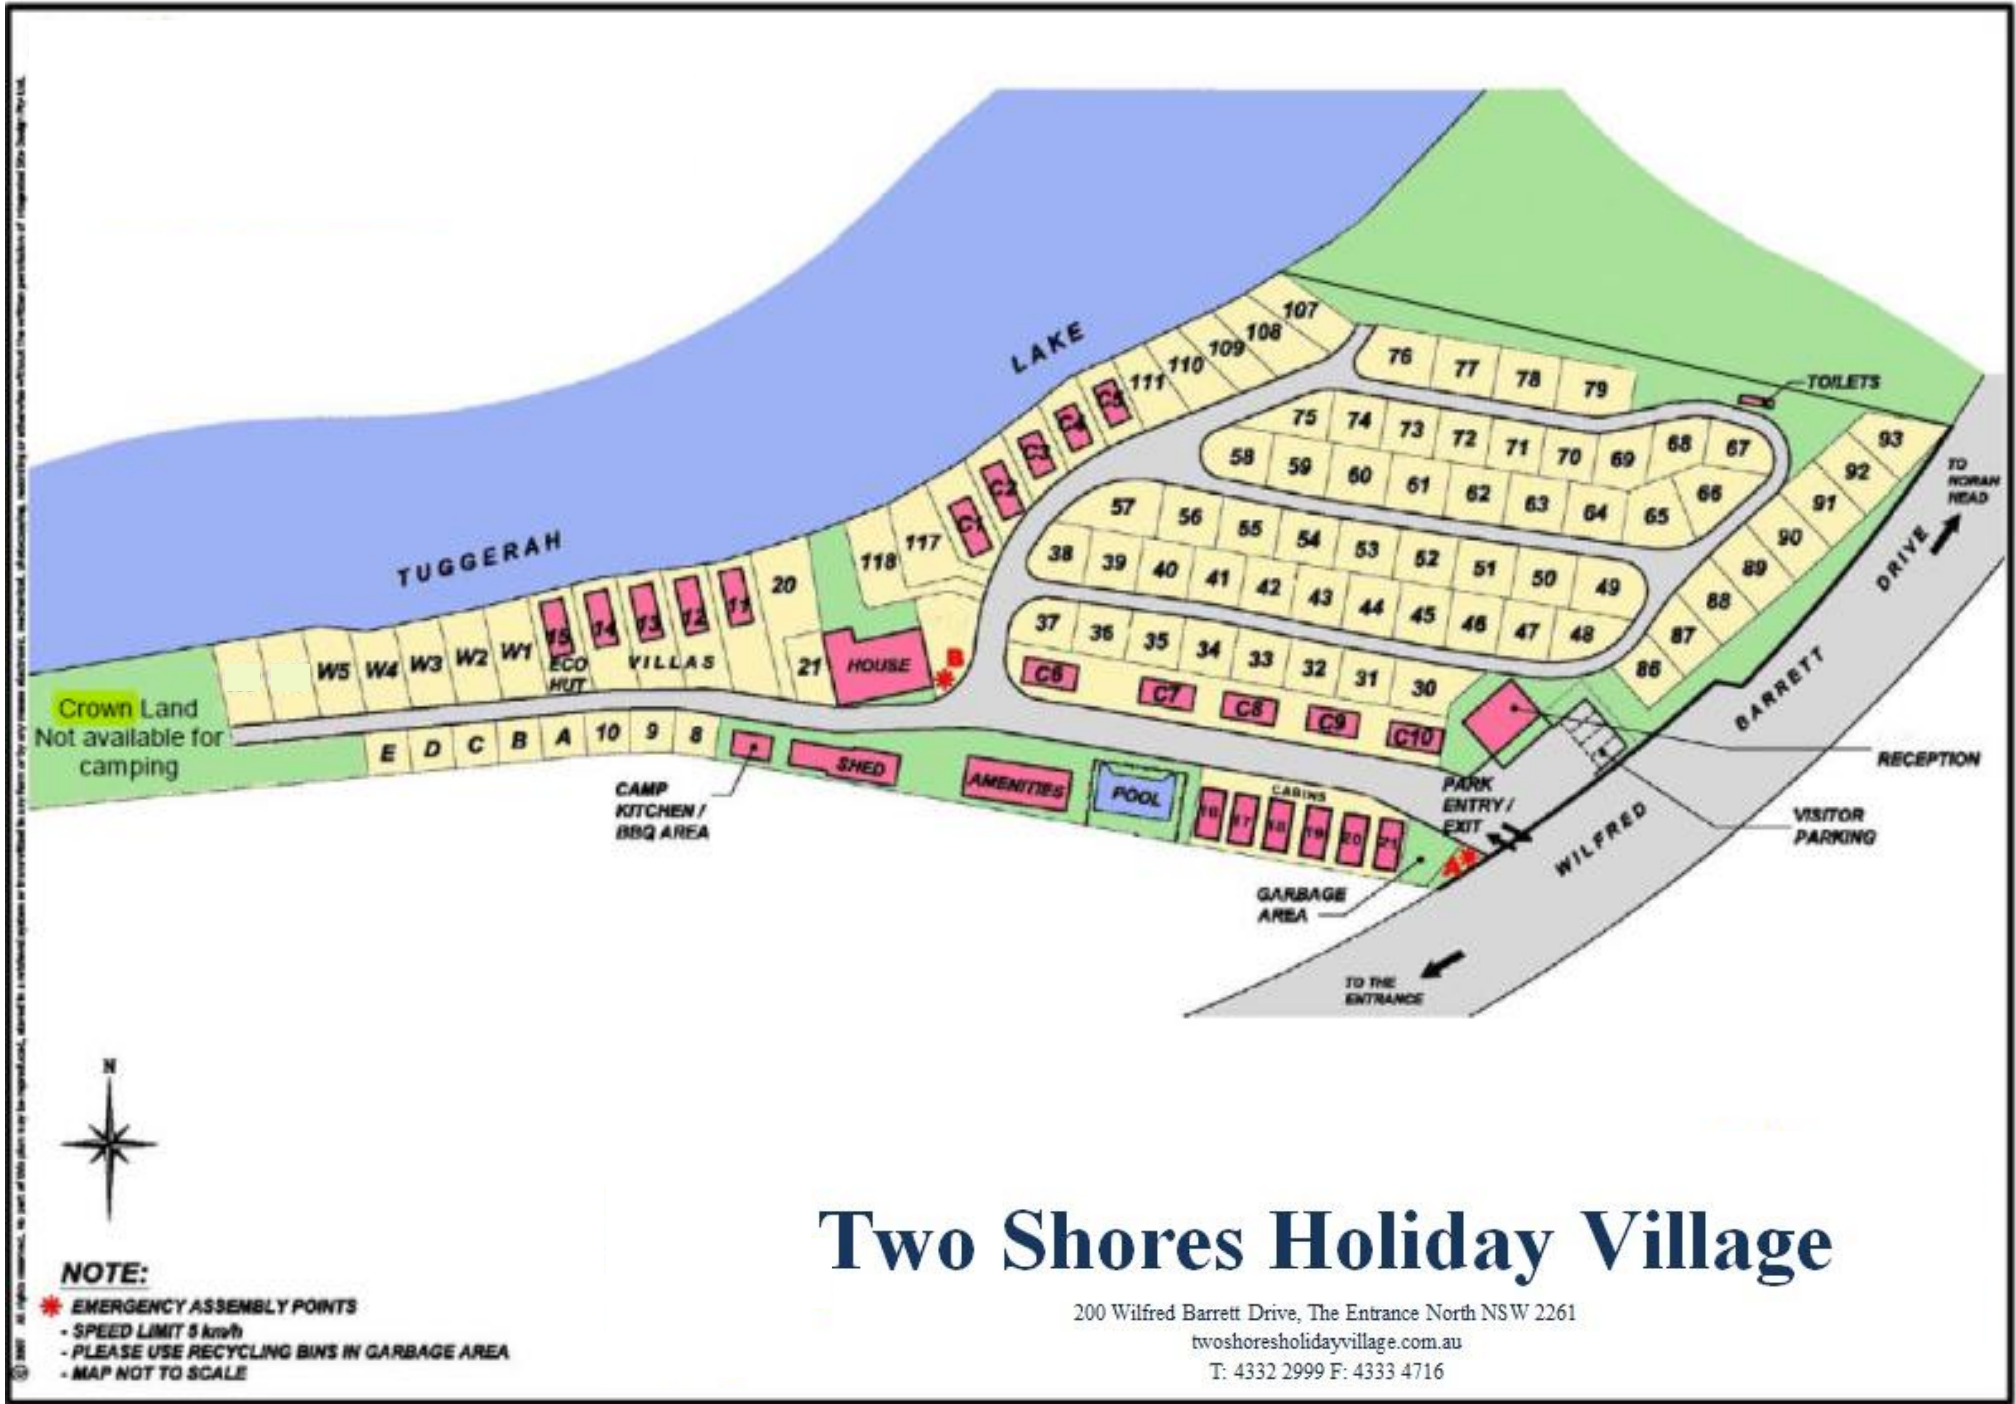 LAKE
TUGGERAH
107
108
109
110
111
C5
C4
C3
C2
C1
117
118
76
77
78
79
TOILETS
75
74
73
72
71
70
69
68
67
58
59
60
61
62
63
64
65
66
93
92
91
90
89
88
87
86
57
56
55
54
53
52
51
50
49
38
39
40
41
42
43
44
45
46
47
48
37
36
35
34
33
32
31
30
C6
C7
C8
C9
C10
20
11
12
13
14
15
VILLAS
ECO
HUT
W1
W2
W3
W4
W5
21
HOUSE
B
Crown Land
Not available for
camping
E
D
C
B
A
10
9
8
CAMP
KITCHEN /
BBQ AREA
SHED
AMENITIES
POOL
CABINS
16
17
18
19
20
21
GARBAGE
AREA
A
PARK
ENTRY /
EXIT
RECEPTION
VISITOR
PARKING
TO
NORAH
HEAD
WILFRED
BARRETT
DRIVE
TO THE
ENTRANCE
N
NOTE:
EMERGENCY ASSEMBLY POINTS
- SPEED LIMIT 5 km/h
- PLEASE USE RECYCLING BINS IN GARBAGE AREA
- MAP NOT TO SCALE
Two Shores Holiday Village
200 Wilfred Barrett Drive, The Entrance North NSW 2261
twoshoresholidayvillage.com.au
T: 4332 2999 F: 4333 4716